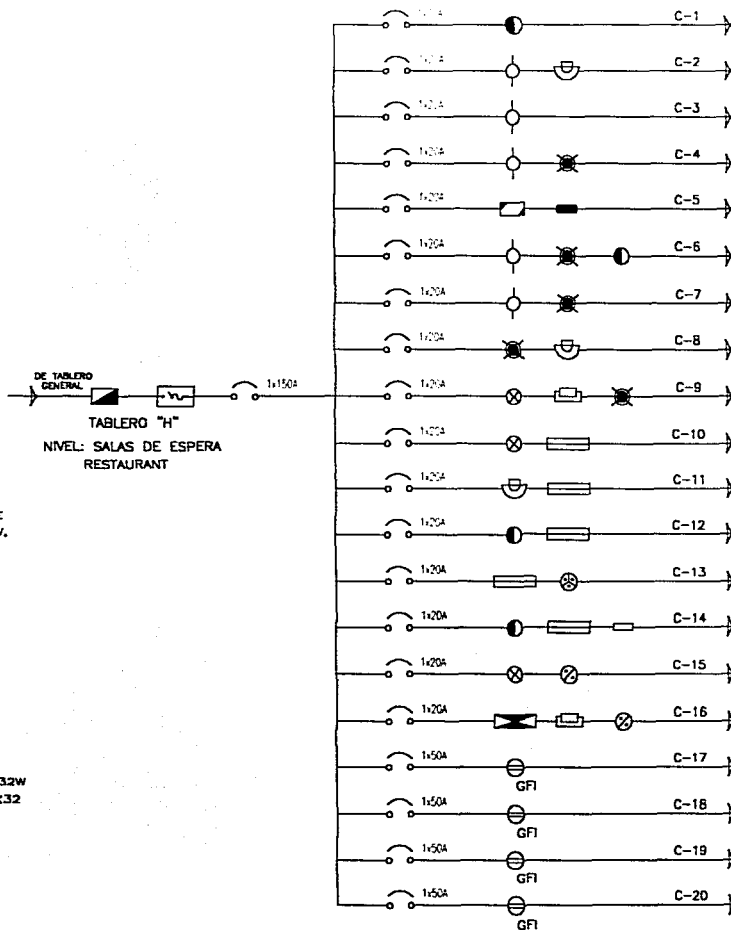 C-1
1x20A C-2
1x20A C-3
1x20A C-4
1x20A C-5
1x20A C-6
1x20A C-7
1x20A C-8
DE TABLERO
GENERAL
1x150A
1x20A C-9
TABLERO "H"
NIVEL: SALAS DE ESPERA
RESTAURANT
1x20A C-10
1x20A C-11
1x20A C-12
1x20A C-13
1x20A C-14
1x20A C-15
1x20A C-16
1x50A C-17
GFI
32W
1x50A C-18
GFI
1x50A C-19
GFI
1x50A C-20
GFI